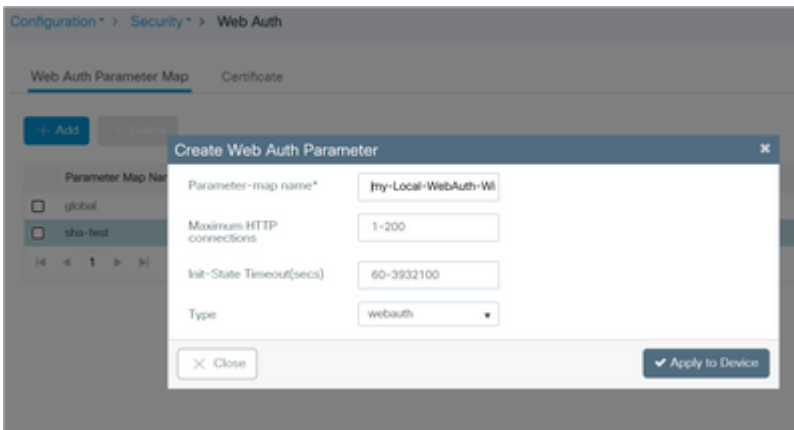 Configuration > Security > Web Auth
Web Auth Parameter Map Certificate
+ Add × Delete
Create Web Auth Parameter ×
Parameter Map Nar
Parameter-map name* my-Local-WebAuth-Wi
global
Maximum HTTP connections 1-200
sha-test
1
Init-State Timeout(secs) 60-3932100
Type webauth
× Close Apply to Device